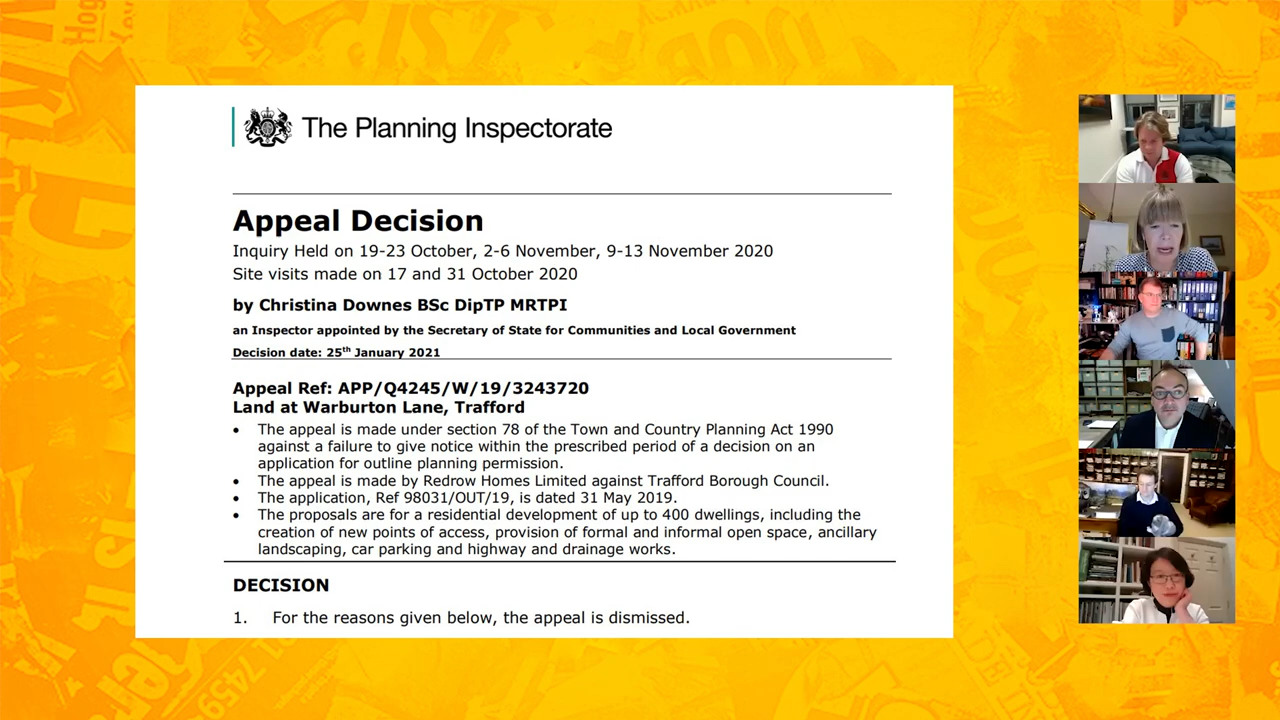 The Planning Inspectorate
Appeal Decision
Inquiry Held on 19-23 October, 2-6 November, 9-13 November 2020
Site visits made on 17 and 31 October 2020
by Christina Downes BSc DipTP MRTPI
an Inspector appointed by the Secretary of State for Communities and Local Government
Decision date: 25th January 2021
Appeal Ref: APP/Q4245/W/19/3243720
Land at Warburton Lane, Trafford
• The appeal is made under section 78 of the Town and Country Planning Act 1990
against a failure to give notice within the prescribed period of a decision on an
application for outline planning permission.
• The appeal is made by Redrow Homes Limited against Trafford Borough Council.
• The application, Ref 98031/OUT/19, is dated 31 May 2019.
• The proposals are for a residential development of up to 400 dwellings, including the
creation of new points of access, provision of formal and informal open space, ancillary
landscaping, car parking and highway and drainage works.
DECISION
1. For the reasons given below, the appeal is dismissed.